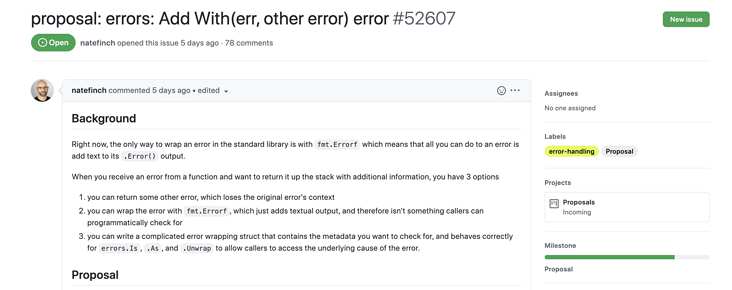 proposal: errors: Add With(err, other error) error #52607
New issue
Open natefinch opened this issue 5 days ago · 78 comments
natefinch commented 5 days ago • edited
Background
Right now, the only way to wrap an error in the standard library is with fmt.Errorf which means that all you can do to an error is
add text to its .Error() output.
When you receive an error from a function and want to return it up the stack with additional information, you have 3 options
1. you can return some other error, which loses the original error's context
2. you can wrap the error with fmt.Errorf, which just adds textual output, and therefore isn't something callers can
programmatically check for
3. you can write a complicated error wrapping struct that contains the metadata you want to check for, and behaves correctly
for errors.Is, .As, and .Unwrap to allow callers to access the underlying cause of the error.
Proposal
Assignees
No one assigned
Labels
error-handling Proposal
Projects
Proposals
Incoming
Milestone
Proposal